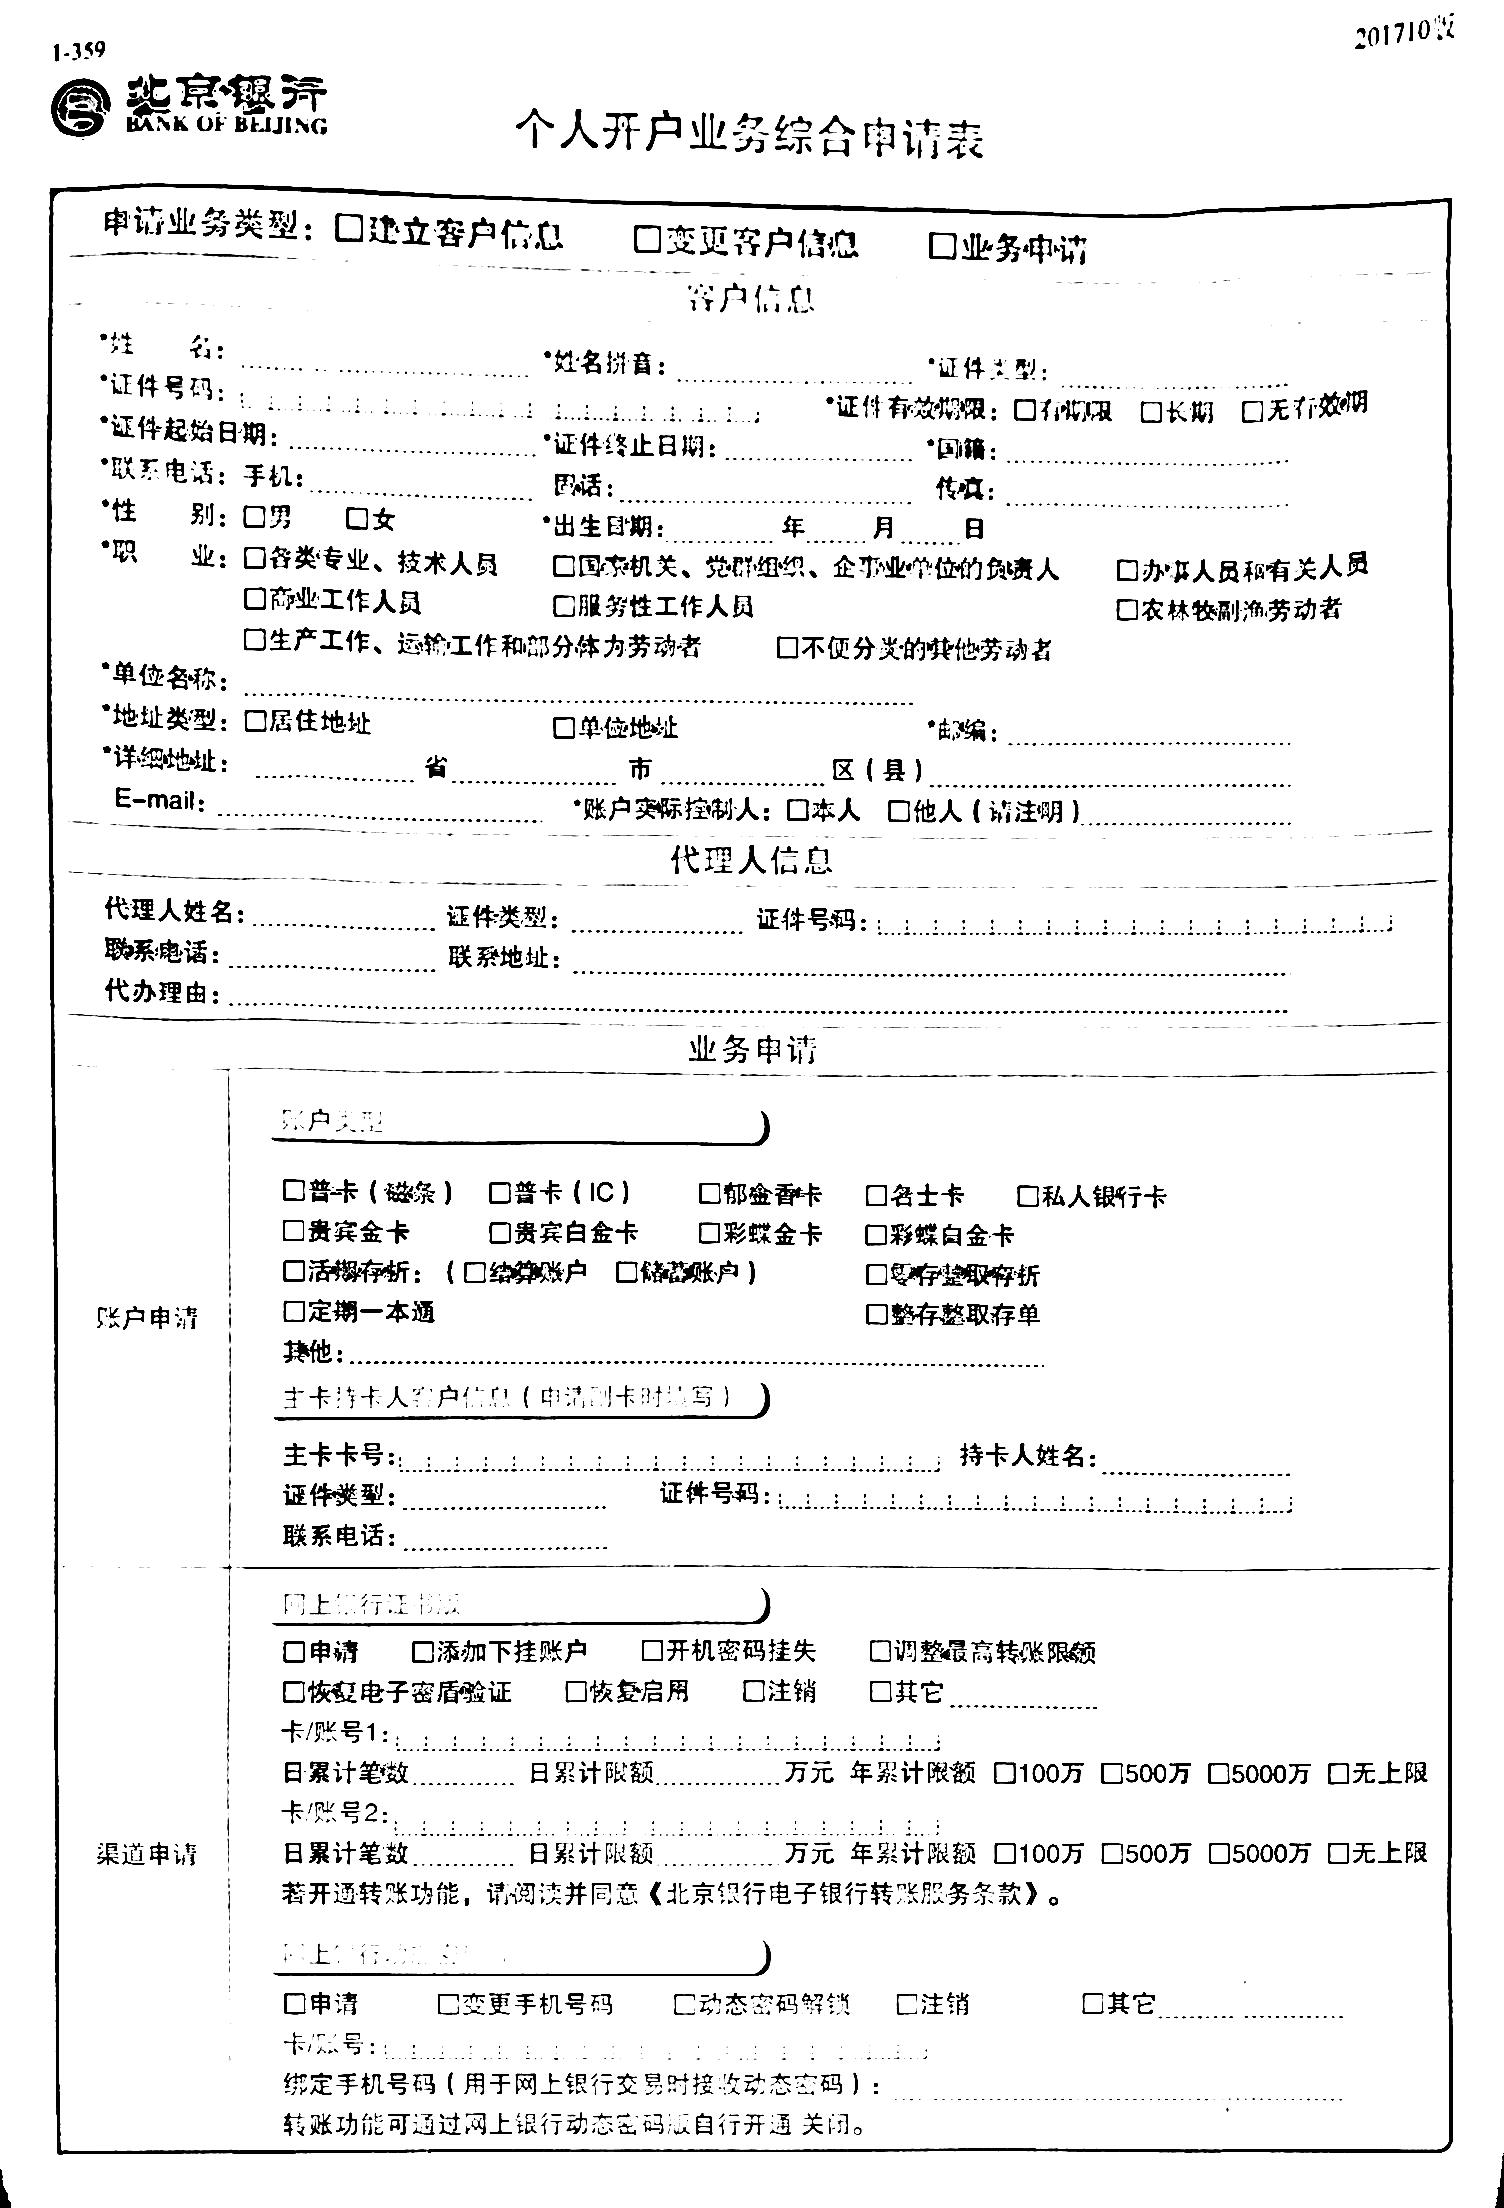 1-359
201710版
北京银行
BANK OF BEIJING
个人开户业务综合申请表
申请业务类型：□建立客户信息 □变更客户信息 □业务申请
客户信息
*姓 名： *姓名拼音： *证件类型：
*证件号码： *证件有效期限：□有期限 □长期 □无有效期
*证件起始日期： *证件终止日期： *国籍：
*联系电话：手机： 固话： 传真：
*性 别：□男 □女 *出生日期： 年 月 日
*职 业：□各类专业、技术人员 □国家机关、党群组织、企事业单位的负责人 □办事人员和有关人员
□商业工作人员 □服务性工作人员 □农林牧副渔劳动者
□生产工作、运输工作和部分体力劳动者 □不便分类的其他劳动者
*单位名称：
*地址类型：□居住地址 □单位地址 *邮编：
*详细地址： 省 市 区（县）
E-mail： *账户实际控制人：□本人 □他人（请注明）
代理人信息
代理人姓名： 证件类型： 证件号码：
联系电话： 联系地址：
代办理由：
业务申请
账户申请
账户类型
□普卡（磁条） □普卡（IC） □郁金香卡 □名士卡 □私人银行卡
□贵宾金卡 □贵宾白金卡 □彩蝶金卡 □彩蝶白金卡
□活期存折：（□结算账户 □储蓄账户） □零存整取存折
□定期一本通 □整存整取存单
其他：
主卡持卡人客户信息（申请副卡时填写）
主卡卡号： 持卡人姓名：
证件类型： 证件号码：
联系电话：
渠道申请
网上银行证书版
□申请 □添加下挂账户 □开机密码挂失 □调整最高转账限额
□恢复电子密盾验证 □恢复启用 □注销 □其它
卡/账号1：
日累计笔数 日累计限额 万元 年累计限额 □100万 □500万 □5000万 □无上限
卡/账号2：
日累计笔数 日累计限额 万元 年累计限额 □100万 □500万 □5000万 □无上限
若开通转账功能，请阅读并同意《北京银行电子银行转账服务条款》。
网上银行动
□申请 □变更手机号码 □动态密码解锁 □注销 □其它
卡/账号：
绑定手机号码（用于网上银行交易时接收动态密码）：
转账功能可通过网上银行动态密码版自行开通 关闭。